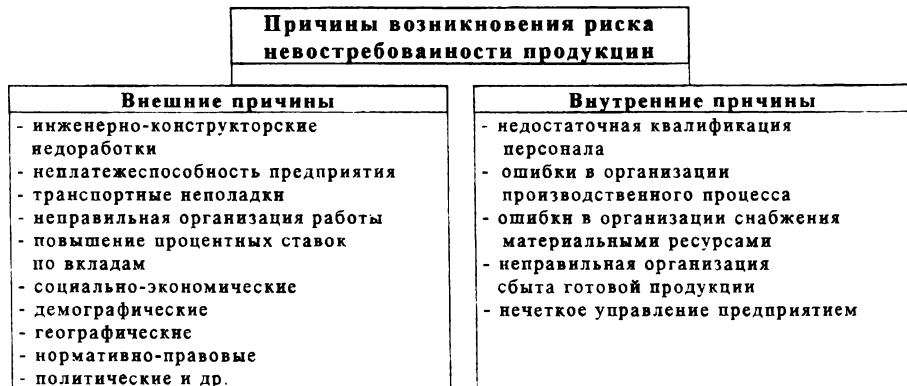 Причины возникновения риска
невостребованности продукции
Внешние причины
- инженерно-конструкторские
недоработки
- неплатежеспособность предприятия
- транспортные неполадки
- неправильная организация работы
- повышение процентных ставок
по вкладам
- социально-экономические
- демографические
- географические
- нормативно-правовые
- политические и др.
Внутренние причины
- недостаточная квалификация
персонала
- ошибки в организации
производственного процесса
- ошибки в организации снабжения
материальными ресурсами
- неправильная организация
сбыта готовой продукции
- нечеткое управление предприятием